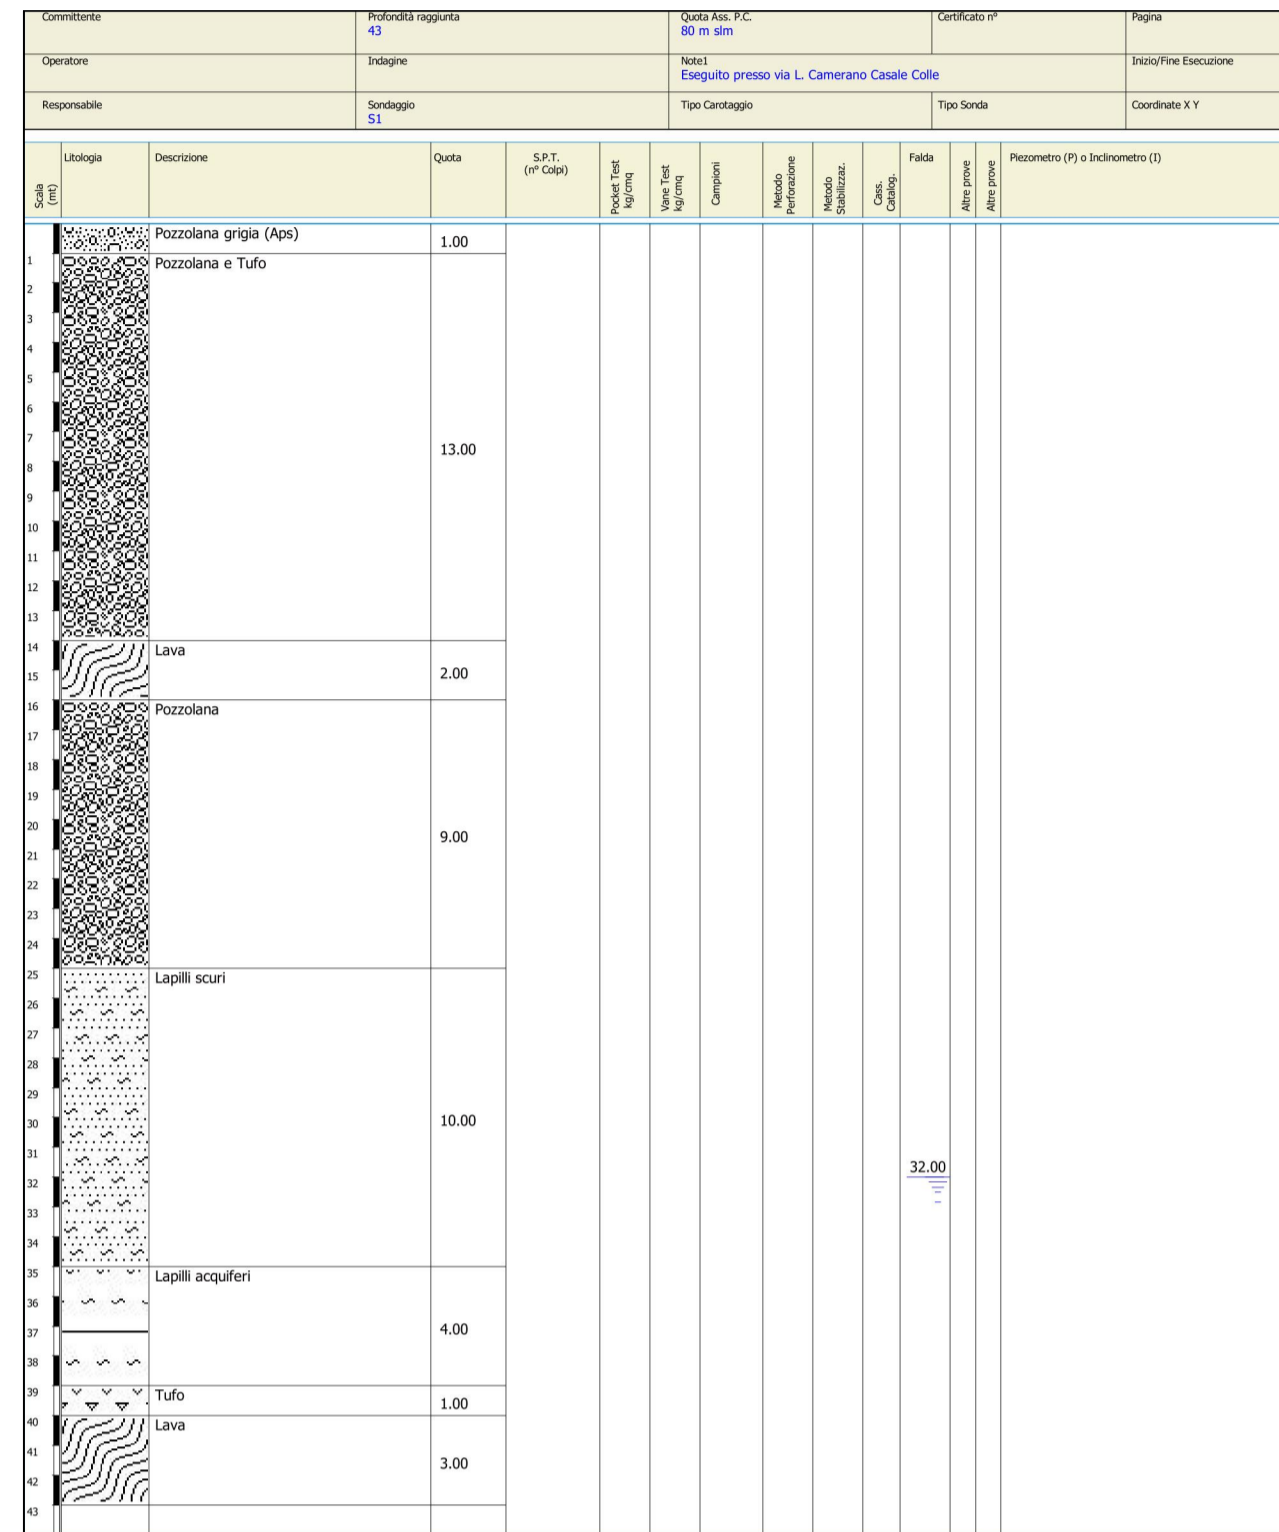 Committente
Profondità raggiunta
43
Quota Ass. P.C.
80 m slm
Certificato n°
Pagina
Operatore
Indagine
Note1
Eseguito presso via L. Camerano Casale Colle
Inizio/Fine Esecuzione
Responsabile
Sondaggio
S1
Tipo Carotaggio
Tipo Sonda
Coordinate X Y
Scala
(mt)
Litologia
Descrizione
Quota
S.P.T.
(n° Colpi)
Pocket Test
kg/cmq
Vane Test
kg/cmq
Campioni
Metodo
Perforazione
Metodo
Stabilizzaz.
Cass.
Catalog.
Falda
Altre prove
Altre prove
Piezometro (P) o Inclinometro (I)
Pozzolana grigia (Aps)
1.00
1
Pozzolana e Tufo
2
3
4
5
6
7
13.00
8
9
10
11
12
13
14
Lava
15
2.00
16
Pozzolana
17
18
19
20
9.00
21
22
23
24
25
Lapilli scuri
26
27
28
29
30
10.00
31
32.00
32
33
34
35
Lapilli acquiferi
36
37
4.00
38
39
Tufo
1.00
40
Lava
41
3.00
42
43